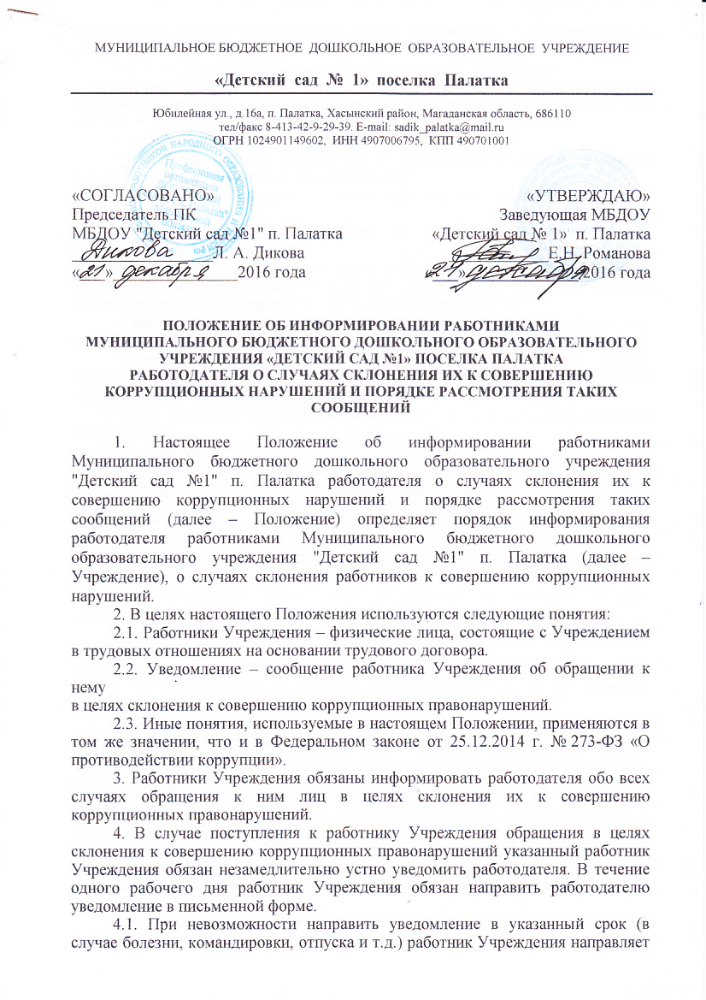 МУНИЦИПАЛЬНОЕ БЮДЖЕТНОЕ ДОШКОЛЬНОЕ ОБРАЗОВАТЕЛЬНОЕ УЧРЕЖДЕНИЕ
«Детский сад № 1» поселка Палатка
Юбилейная ул., д.16а, п. Палатка, Хасынский район, Магаданская область, 686110
тел/факс 8-413-42-9-29-39. E-mail: sadik_palatka@mail.ru
ОГРН 1024901149602, ИНН 4907006795, КПП 490701001
«СОГЛАСОВАНО» «УТВЕРЖДАЮ»
Председатель ПК Заведующая МБДОУ
МБДОУ "Детский сад №1" п. Палатка «Детский сад № 1» п. Палатка
Дикова Л. А. Дикова Е.Н. Романова
«21» декабря 2016 года 21» декабря 2016 года
ПОЛОЖЕНИЕ ОБ ИНФОРМИРОВАНИИ РАБОТНИКАМИ
МУНИЦИПАЛЬНОГО БЮДЖЕТНОГО ДОШКОЛЬНОГО ОБРАЗОВАТЕЛЬНОГО
УЧРЕЖДЕНИЯ «ДЕТСКИЙ САД №1» ПОСЕЛКА ПАЛАТКА
РАБОТОДАТЕЛЯ О СЛУЧАЯХ СКЛОНЕНИЯ ИХ К СОВЕРШЕНИЮ
КОРРУПЦИОННЫХ НАРУШЕНИЙ И ПОРЯДКЕ РАССМОТРЕНИЯ ТАКИХ
СООБЩЕНИЙ
1. Настоящее Положение об информировании работниками
Муниципального бюджетного дошкольного образовательного учреждения
"Детский сад №1" п. Палатка работодателя о случаях склонения их к
совершению коррупционных нарушений и порядке рассмотрения таких
сообщений (далее – Положение) определяет порядок информирования
работодателя работниками Муниципального бюджетного дошкольного
образовательного учреждения "Детский сад №1" п. Палатка (далее –
Учреждение), о случаях склонения работников к совершению коррупционных
нарушений.
2. В целях настоящего Положения используются следующие понятия:
2.1. Работники Учреждения – физические лица, состоящие с Учреждением
в трудовых отношениях на основании трудового договора.
2.2. Уведомление – сообщение работника Учреждения об обращении к
нему
в целях склонения к совершению коррупционных правонарушений.
2.3. Иные понятия, используемые в настоящем Положении, применяются в
том же значении, что и в Федеральном законе от 25.12.2014 г. № 273-ФЗ «О
противодействии коррупции».
3. Работники Учреждения обязаны информировать работодателя обо всех
случаях обращения к ним лиц в целях склонения их к совершению
коррупционных правонарушений.
4. В случае поступления к работнику Учреждения обращения в целях
склонения к совершению коррупционных правонарушений указанный работник
Учреждения обязан незамедлительно устно уведомить работодателя. В течение
одного рабочего дня работник Учреждения обязан направить работодателю
уведомление в письменной форме.
4.1. При невозможности направить уведомление в указанный срок (в
случае болезни, командировки, отпуска и т.д.) работник Учреждения направляет